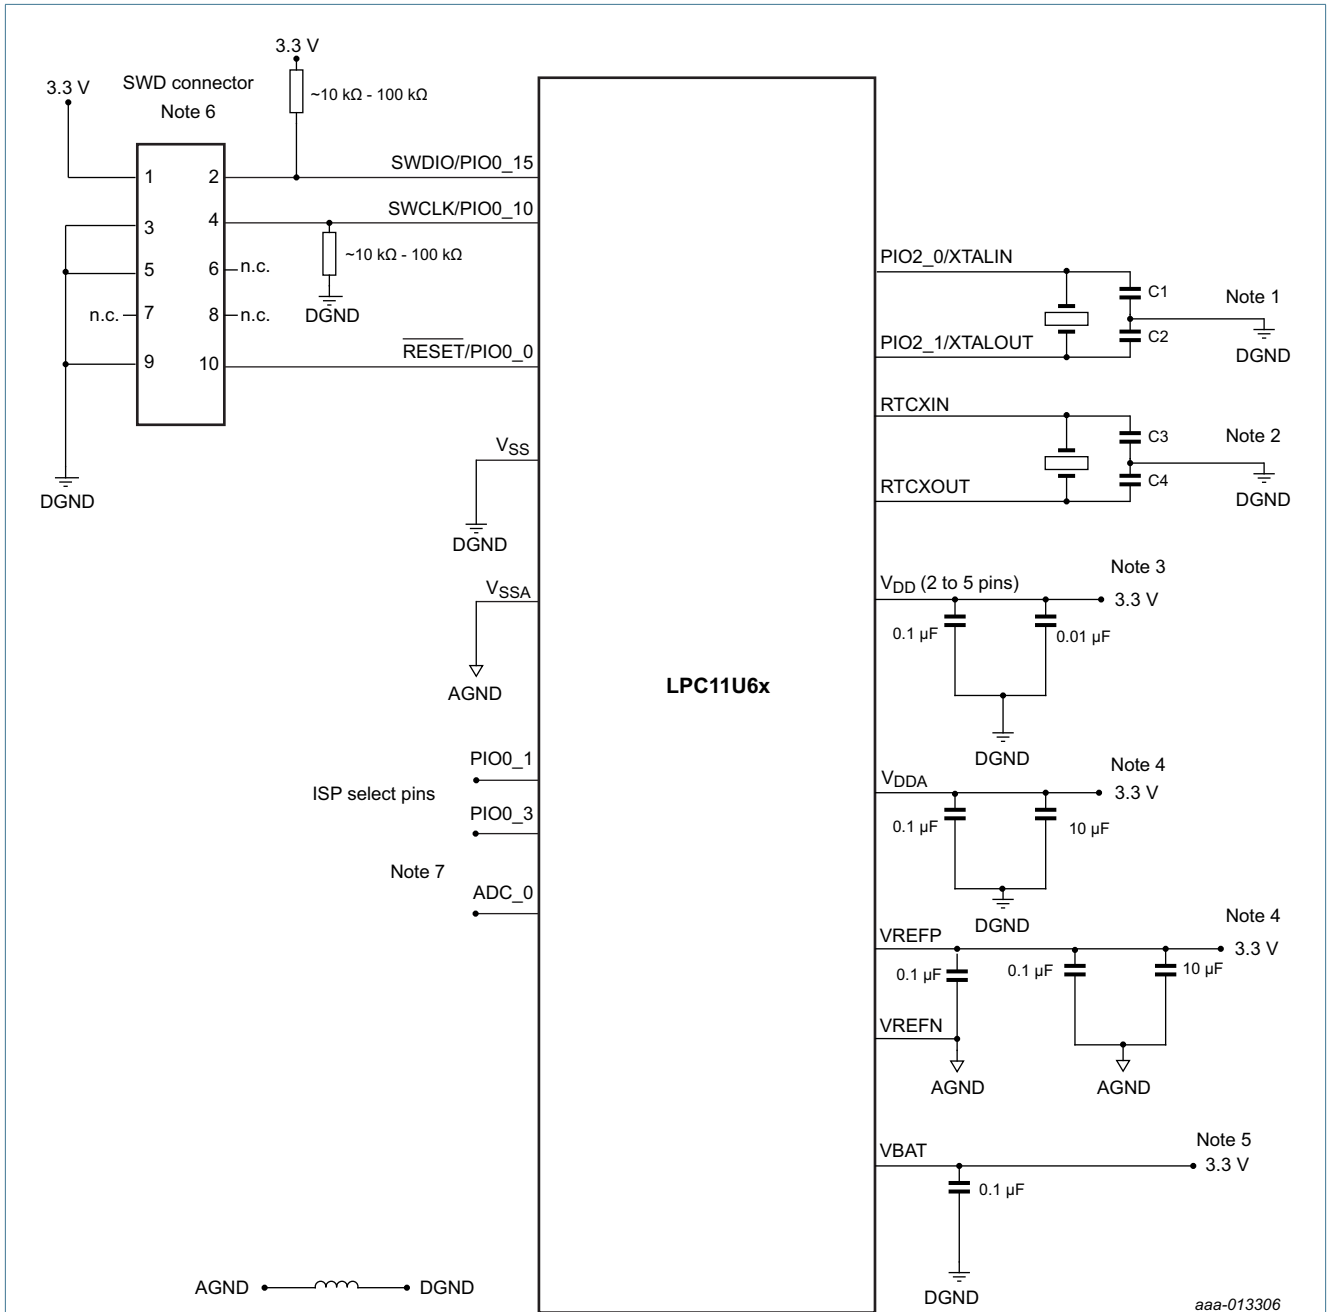 3.3 V
3.3 V
SWD connector
Note 6
~10 kΩ - 100 kΩ
1
2
SWDIO/PIO0_15
3
4
SWCLK/PIO0_10
~10 kΩ - 100 kΩ
DGND
5
6
n.c.
n.c.
7
8
n.c.
9
10
RESET/PIO0_0
DGND
VSS
DGND
VSSA
AGND
PIO0_1
ISP select pins
PIO0_3
Note 7
ADC_0
AGND
DGND
LPC11U6x
PIO2_0/XTALIN
C1
Note 1
C2
DGND
PIO2_1/XTALOUT
RTCXIN
C3
Note 2
C4
DGND
RTCXOUT
VDD (2 to 5 pins)
Note 3
3.3 V
0.1 µF
0.01 µF
DGND
VDDA
Note 4
3.3 V
0.1 µF
10 µF
DGND
VREFP
Note 4
3.3 V
0.1 µF
0.1 µF
10 µF
VREFN
AGND
AGND
VBAT
Note 5
3.3 V
0.1 µF
DGND
aaa-013306